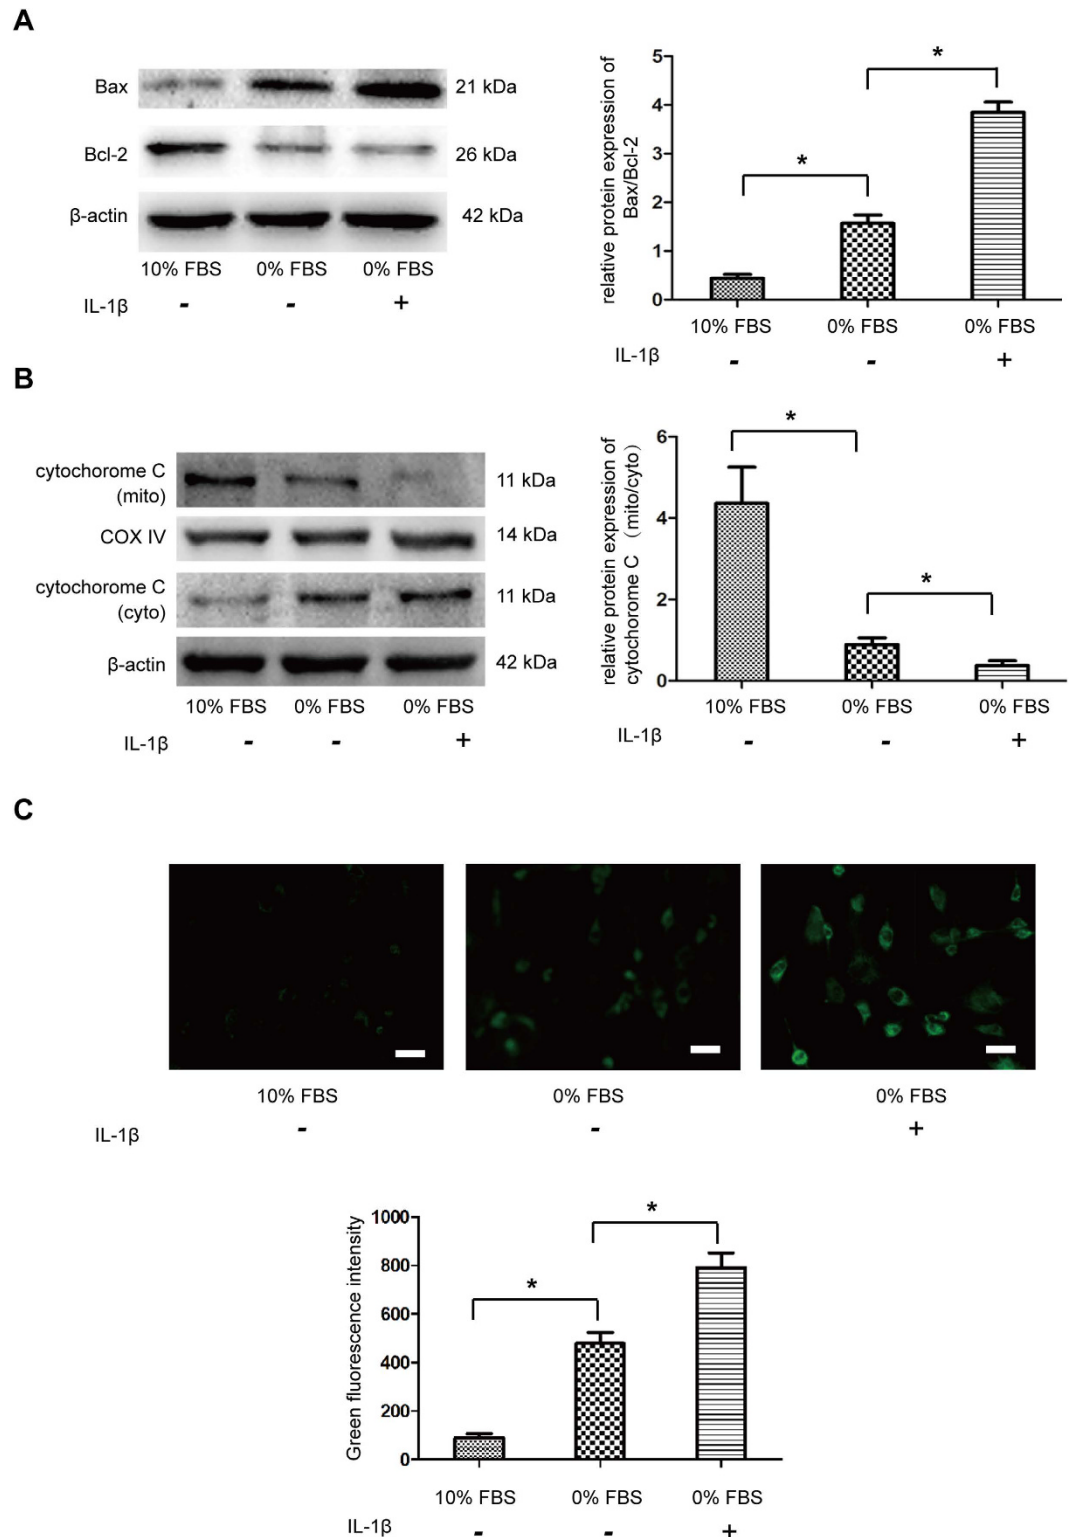 A
Bax
21 kDa
Bcl-2
26 kDa
β-actin
42 kDa
10% FBS 0% FBS 0% FBS
IL-1β - - +
relative protein expression of
Bax/Bcl-2
5
4
3
2
1
0
*
*
10% FBS 0% FBS 0% FBS
IL-1β - - +
B
cytochorome C
(mito)
11 kDa
COX IV
14 kDa
cytochorome C
(cyto)
11 kDa
β-actin
42 kDa
10% FBS 0% FBS 0% FBS
IL-1β - - +
relative protein expression of
cytochorome C (mito/cyto)
6
4
2
0
*
*
10% FBS 0% FBS 0% FBS
IL-1β - - +
C
10% FBS 0% FBS 0% FBS
IL-1β - - +
Green fluorescence intensity
1000
800
600
400
200
0
*
*
10% FBS 0% FBS 0% FBS
IL-1β - - +